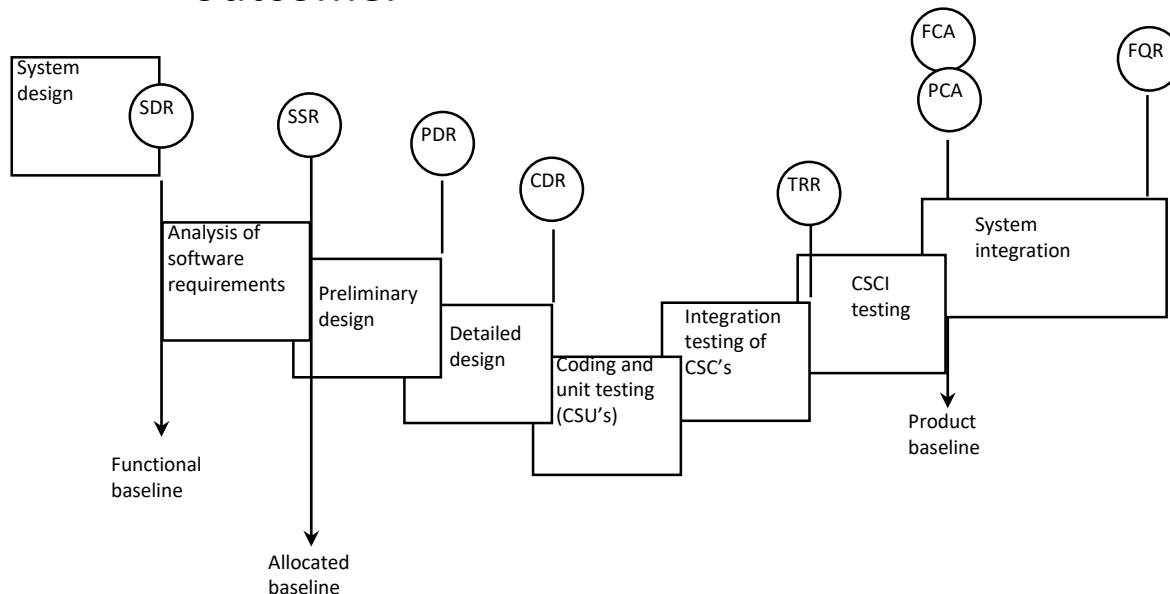 System
design
SDR
SSR
PDR
CDR
TRR
FCA
PCA
FQR
Analysis of
software
requirements
Preliminary
design
Detailed
design
Coding and
unit testing
(CSU's)
Integration
testing of
CSC's
CSCI
testing
System
integration
Functional
baseline
Allocated
baseline
Product
baseline